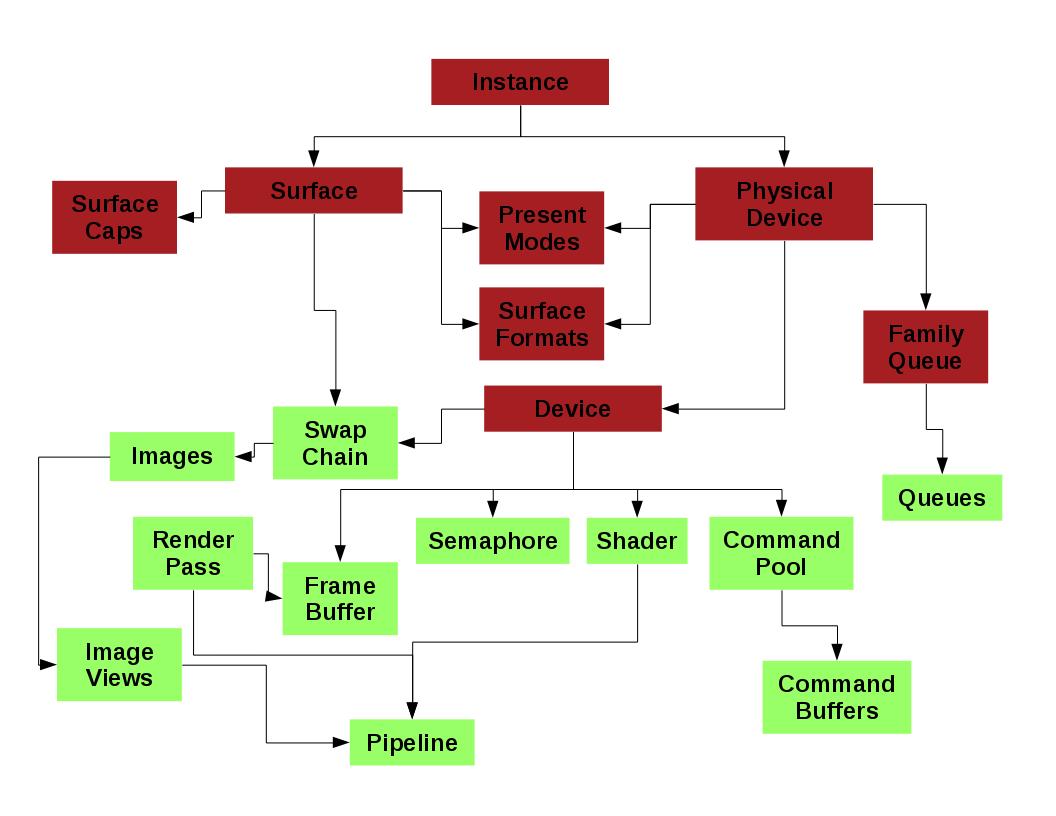 Instance
Surface
Caps
Surface
Present
Modes
Physical
Device
Surface
Formats
Family
Queue
Device
Swap
Chain
Images
Queues
Render
Pass
Frame
Buffer
Semaphore
Shader
Command
Pool
Image
Views
Command
Buffers
Pipeline